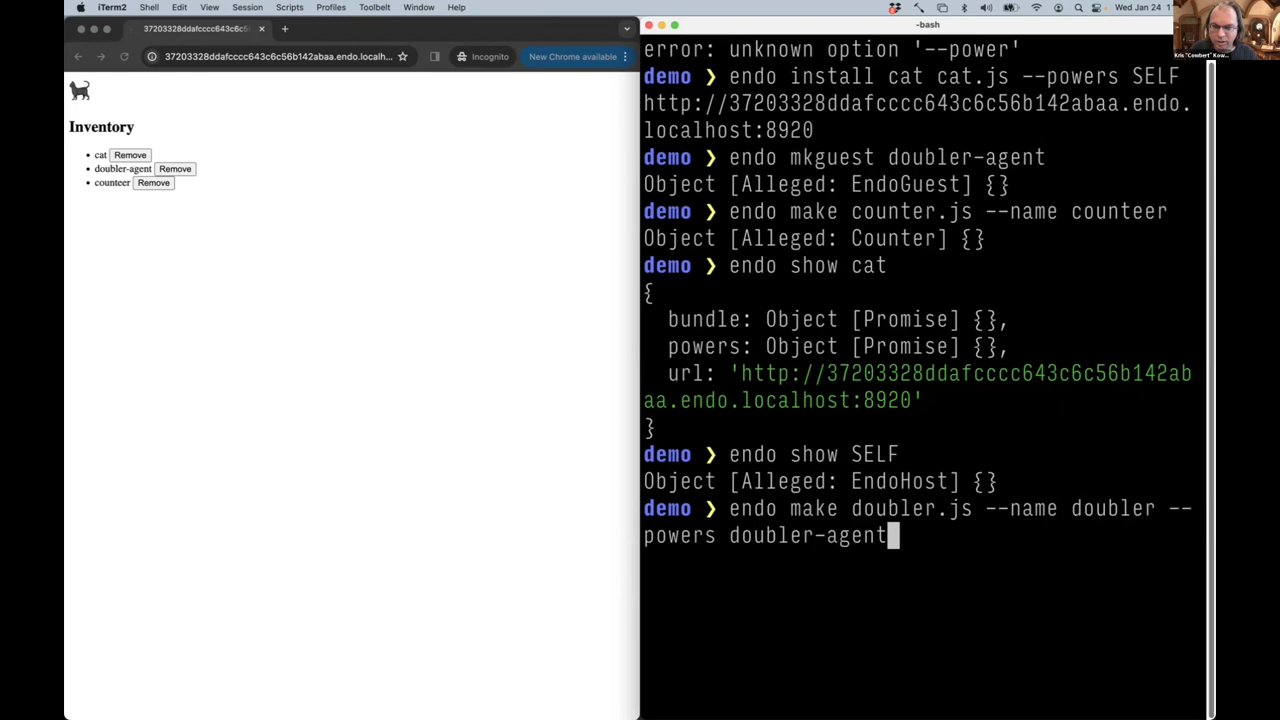 iTerm2 Shell Edit View Session Scripts Profiles Toolbelt Window Help
Wed Jan 24 1
37203328ddafcccc643c6c5
37203328ddafcccc643c6c56b142abaa.endo.localh...
Incognito
New Chrome available
Inventory
cat Remove
doubler-agent Remove
counteer Remove
-bash
error: unknown option '--power'
demo ❯ endo install cat cat.js --powers SELF
http://37203328ddafcccc643c6c56b142abaa.endo.
localhost:8920
demo ❯ endo mkguest doubler-agent
Object [Alleged: EndoGuest] {}
demo ❯ endo make counter.js --name counteer
Object [Alleged: Counter] {}
demo ❯ endo show cat
{
bundle: Object [Promise] {},
powers: Object [Promise] {},
url: 'http://37203328ddafcccc643c6c56b142ab
aa.endo.localhost:8920'
}
demo ❯ endo show SELF
Object [Alleged: EndoHost] {}
demo ❯ endo make doubler.js --name doubler --
powers doubler-agent
Kris "Cowbert" Kow...